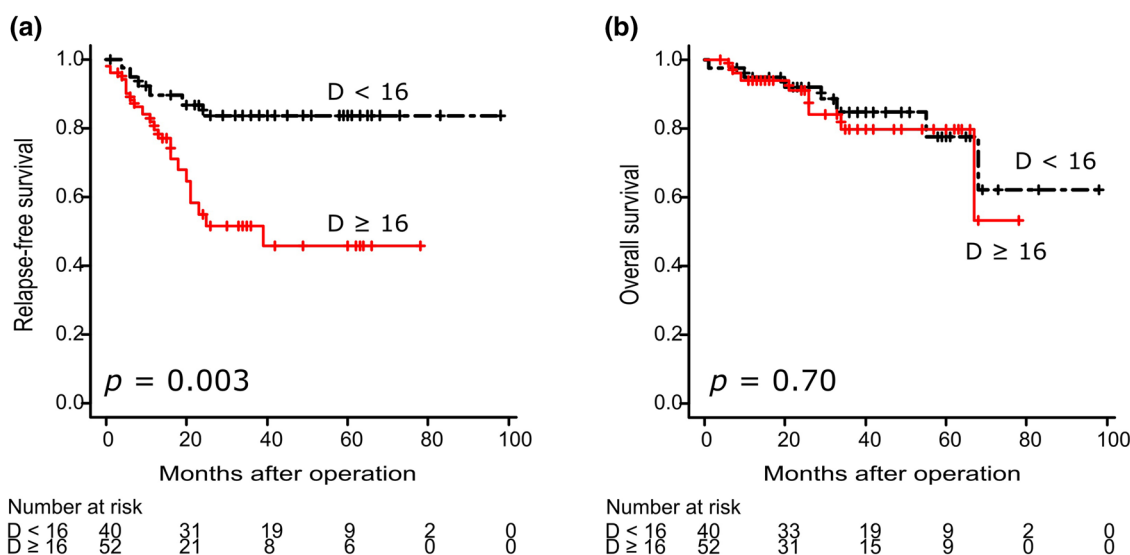 (a)
Relapse-free survival
1.0
0.8
0.6
0.4
0.2
0.0
D < 16
D ≥ 16
p = 0.003
0 20 40 60 80 100
Months after operation
Number at risk
D < 16 40 31 19 9 2 0
D ≥ 16 52 21 8 6 0 0
(b)
Overall survival
1.0
0.8
0.6
0.4
0.2
0.0
D < 16
D ≥ 16
p = 0.70
0 20 40 60 80 100
Months after operation
Number at risk
D < 16 40 33 19 9 2 0
D ≥ 16 52 31 15 9 0 0